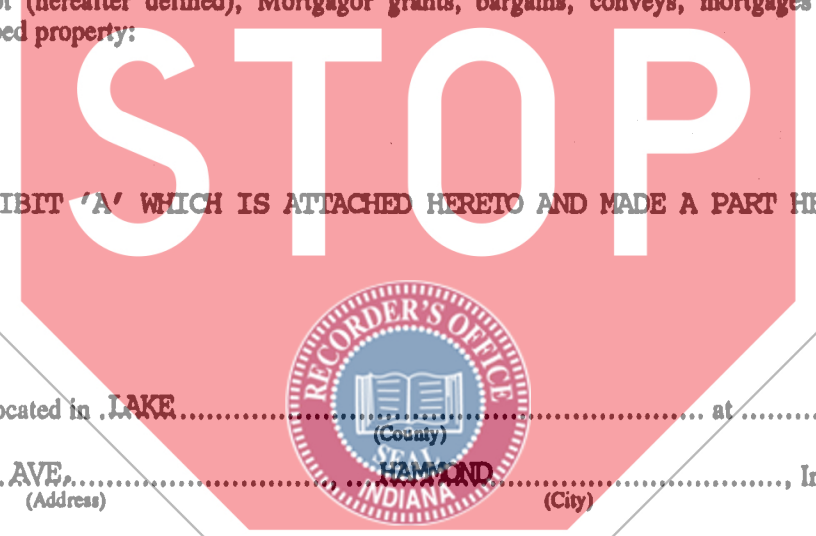 (hereafter defined), Mortgagor grants, bargains, conveys, mortgages
property:
STOP
IBIT 'A' WHICH IS ATTACHED HERETO AND MADE A PART HE
RECORDER'S OFFICE
ocated in LAKE at
(County)
SEAL
AVE. HAMMOND, In
(Address) (City)
INDIANA